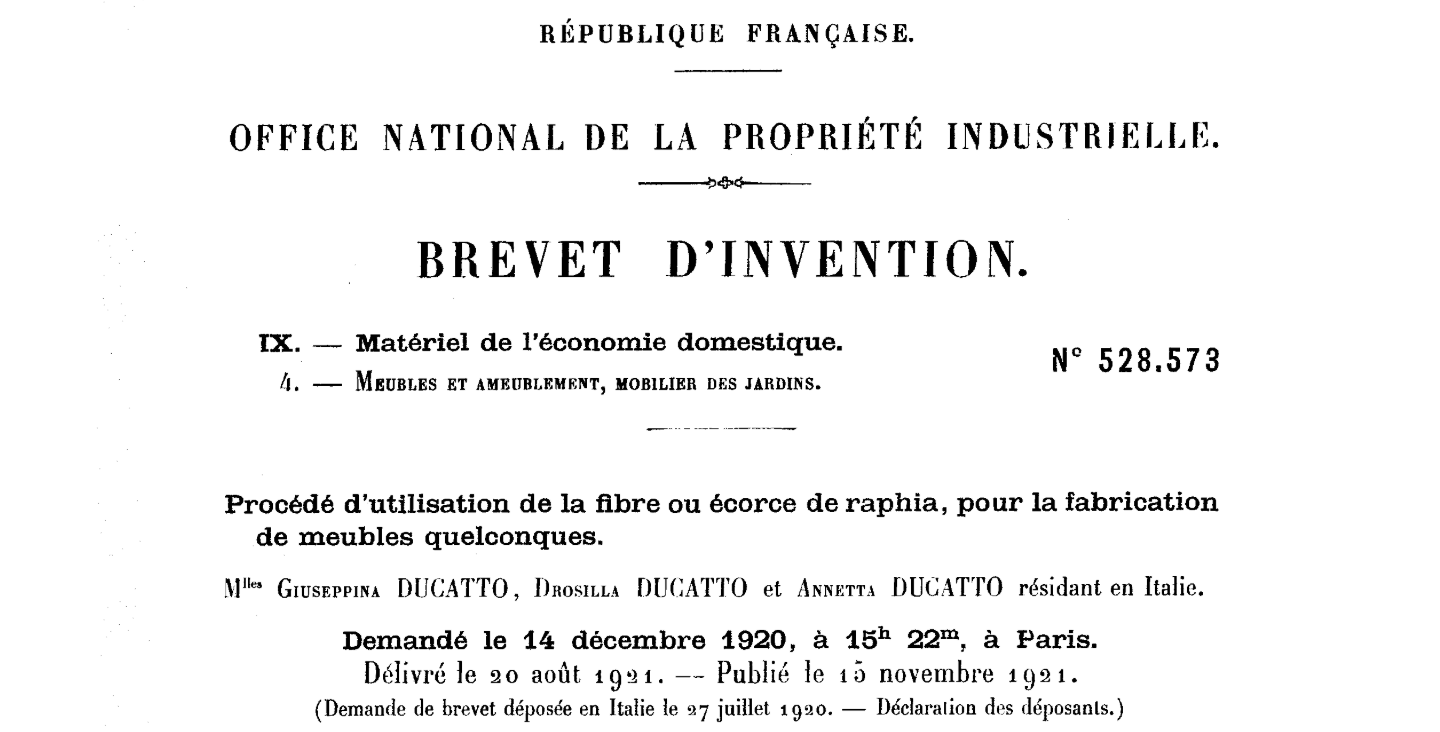 RÉPUBLIQUE FRANÇAISE.
OFFICE NATIONAL DE LA PROPRIÉTÉ INDUSTRIELLE.
BREVET D'INVENTION.
IX. — Matériel de l'économie domestique.
4. — Meubles et ameublement, mobilier des jardins.
N° 528.573
Procédé d'utilisation de la fibre ou écorce de raphia, pour la fabrication
de meubles quelconques.
Mlles Giuseppina DUCATTO, Drosilla DUCATTO et Annetta DUCATTO résidant en Italie.
Demandé le 14 décembre 1920, à 15h 22m, à Paris.
Délivré le 20 août 1921. — Publié le 15 novembre 1921.
(Demande de brevet déposée en Italie le 27 juillet 1920. — Déclaration des déposants.)